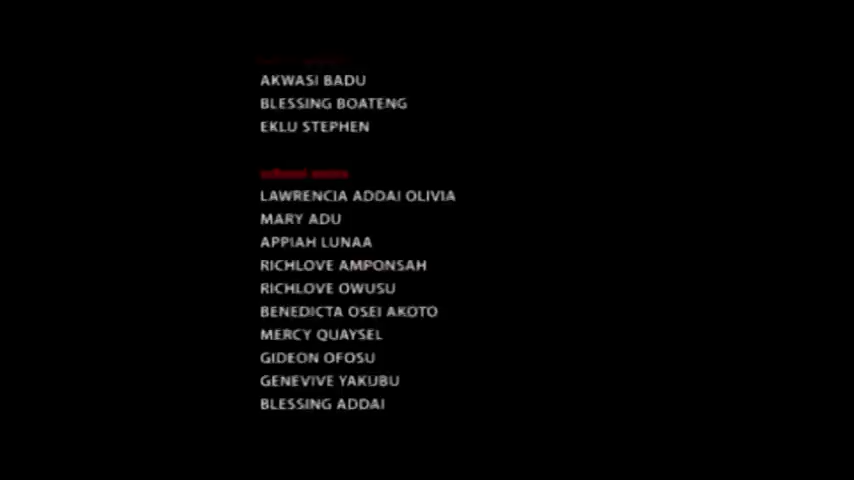 AKWASI BADU
BLESSING BOATENG
EKLU STEPHEN
LAWRENCIA ADDAI OLIVIA
MARY ADU
APPIAH LUNAA
RICHLOVE AMPONSAH
RICHLOVE OWUSU
BENEDICTA OSEI AKOTO
MERCY QUAYSEL
GIDEON OFOSU
GENEVIVE YAKUBU
BLESSING ADDAI